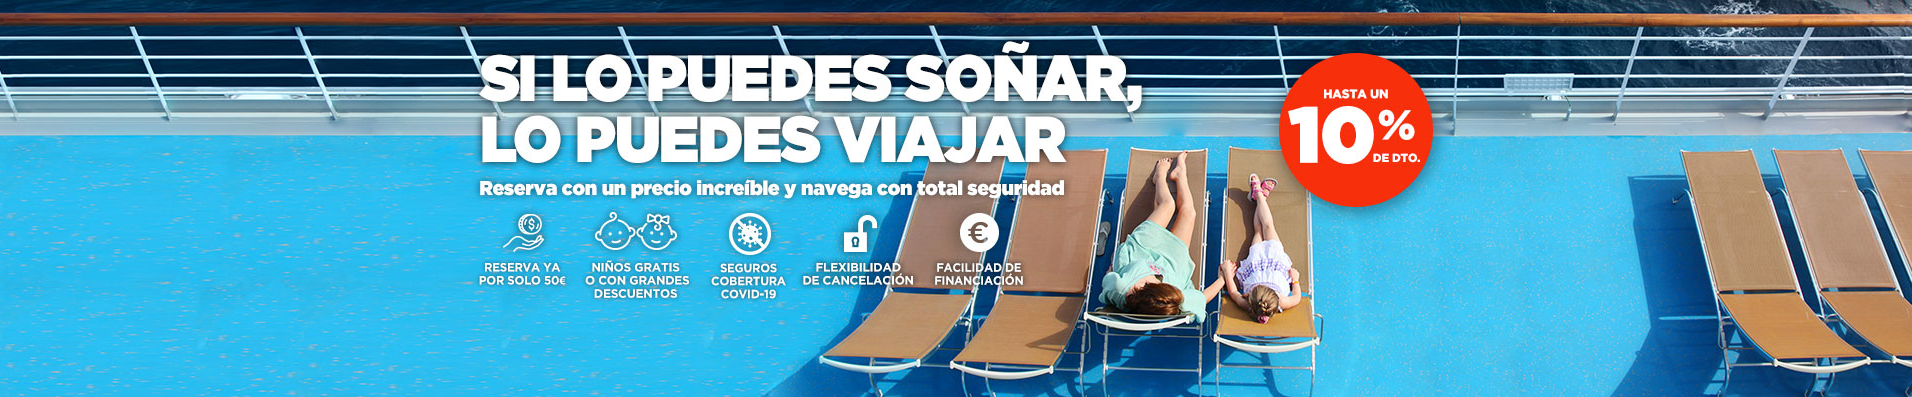 SI LO PUEDES SOÑAR,
LO PUEDES VIAJAR
Reserva con un precio increíble y navega con total seguridad
RESERVA YA
POR SOLO 50€
NIÑOS GRATIS
O CON GRANDES
DESCUENTOS
SEGUROS
COBERTURA
COVID-19
FLEXIBILIDAD
DE CANCELACIÓN
€
FACILIDAD DE
FINANCIACIÓN
HASTA UN
10%
DE DTO.